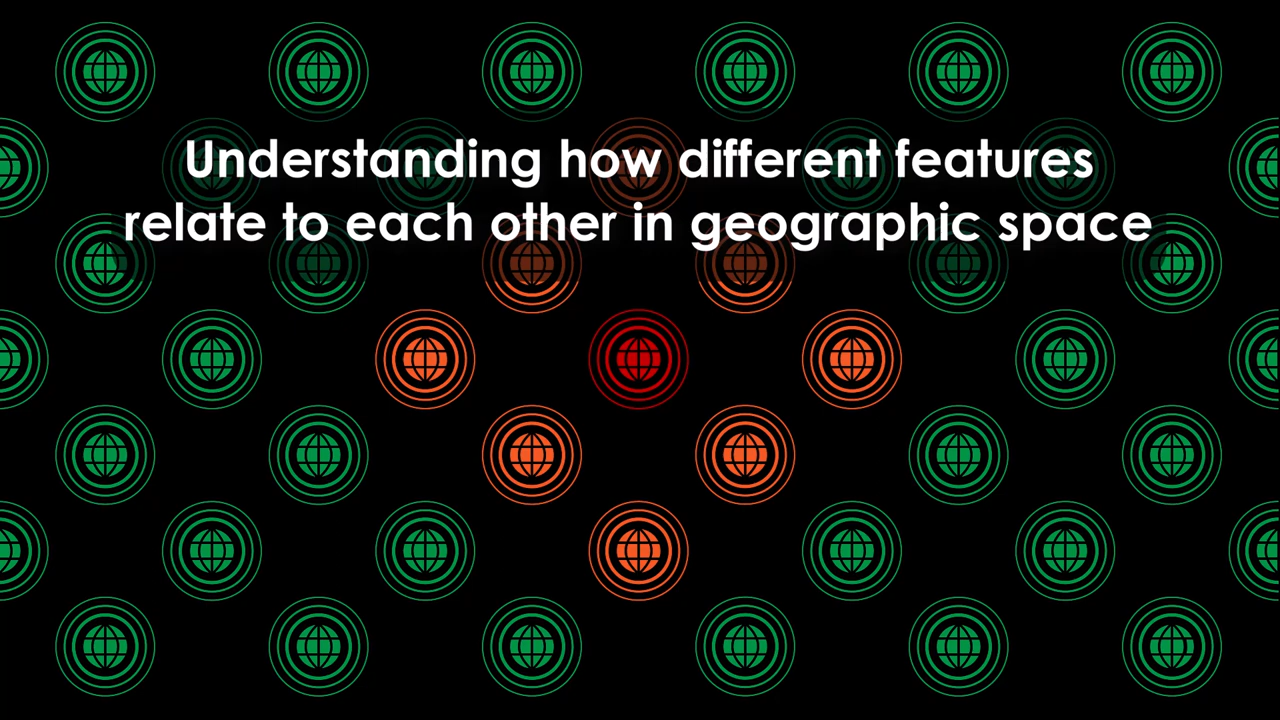 Understanding how different features
relate to each other in geographic space